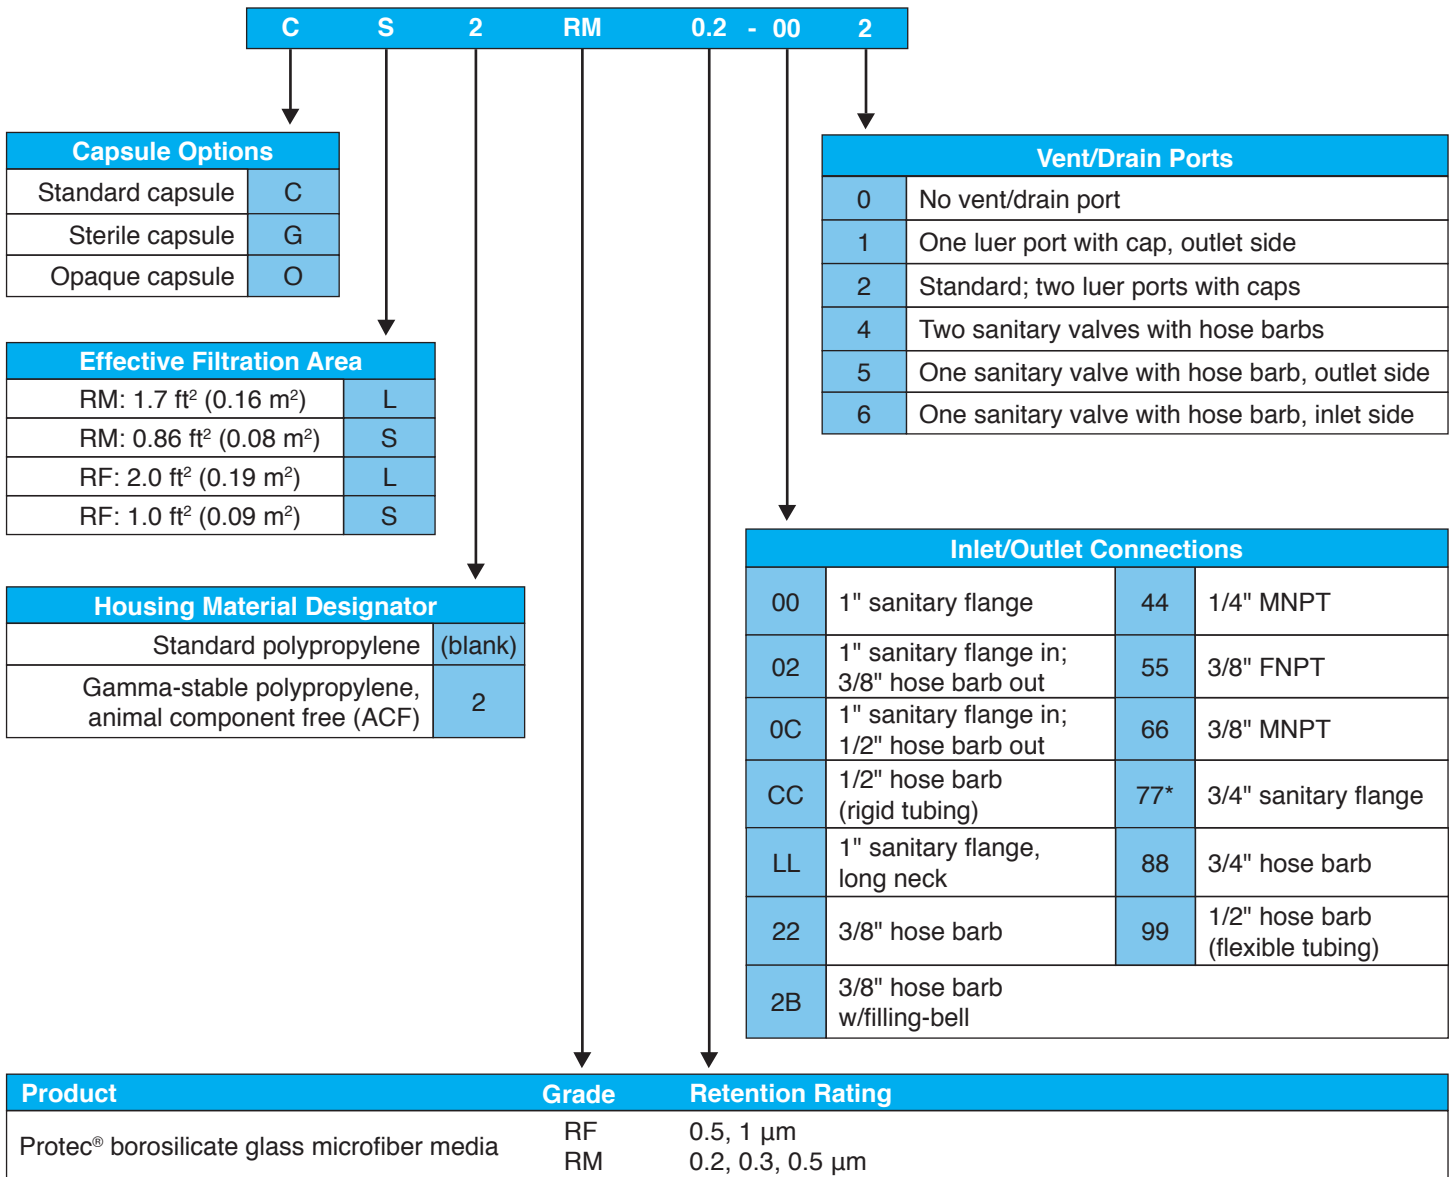 C S 2 RM 0.2 - 00 2
Capsule Options
Standard capsule C
Sterile capsule G
Opaque capsule O
Effective Filtration Area
RM: 1.7 ft² (0.16 m²) L
RM: 0.86 ft² (0.08 m²) S
RF: 2.0 ft² (0.19 m²) L
RF: 1.0 ft² (0.09 m²) S
Housing Material Designator
Standard polypropylene (blank)
Gamma-stable polypropylene,
animal component free (ACF) 2
Vent/Drain Ports
0 No vent/drain port
1 One luer port with cap, outlet side
2 Standard; two luer ports with caps
4 Two sanitary valves with hose barbs
5 One sanitary valve with hose barb, outlet side
6 One sanitary valve with hose barb, inlet side
Inlet/Outlet Connections
00 1" sanitary flange 44 1/4" MNPT
02 1" sanitary flange in;
3/8" hose barb out 55 3/8" FNPT
0C 1" sanitary flange in;
1/2" hose barb out 66 3/8" MNPT
CC 1/2" hose barb
(rigid tubing) 77* 3/4" sanitary flange
LL 1" sanitary flange,
long neck 88 3/4" hose barb
22 3/8" hose barb 99 1/2" hose barb
(flexible tubing)
2B 3/8" hose barb
w/filling-bell
Product Grade Retention Rating
Protec® borosilicate glass microfiber media RF 0.5, 1 µm
RM 0.2, 0.3, 0.5 µm